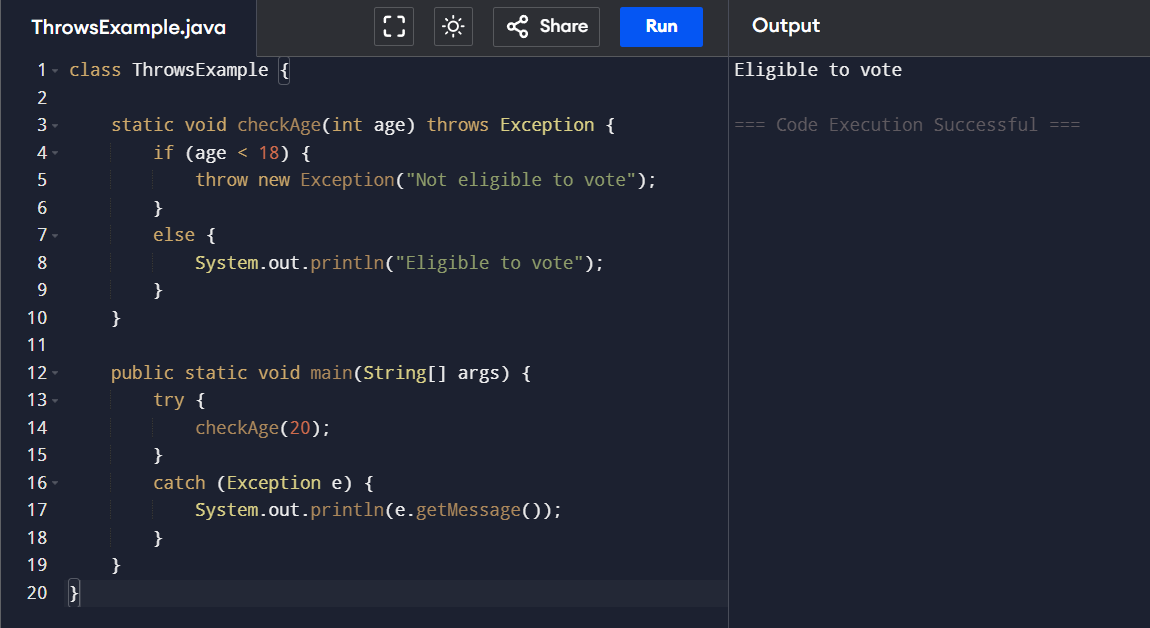 ThrowsExample.java
Share
Run
Output
1 class ThrowsExample {
2
3     static void checkAge(int age) throws Exception {
4         if (age < 18) {
5             throw new Exception("Not eligible to vote");
6         }
7         else {
8             System.out.println("Eligible to vote");
9         }
10     }
11
12     public static void main(String[] args) {
13         try {
14             checkAge(20);
15         }
16         catch (Exception e) {
17             System.out.println(e.getMessage());
18         }
19     }
20 }
Eligible to vote
=== Code Execution Successful ===